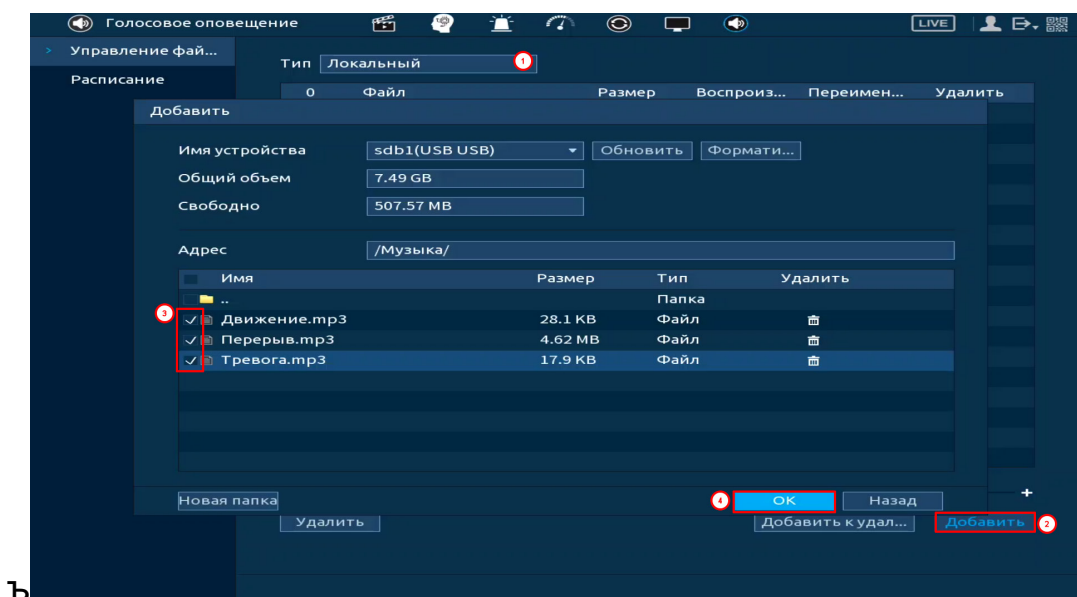 Голосовое оповещение LIVE
Управление фай...
Тип Локальный 1
Расписание
0 Файл Размер Воспроиз... Переимен... Удалить
Добавить
Имя устройства sdb1(USB USB) Обновить Формати...
Общий объем 7.49 GB
Свободно 507.57 MB
Адрес /Музыка/
Имя Размер Тип Удалить
.. Папка
3 Движение.mp3 28.1 KB Файл
Перерыв.mp3 4.62 MB Файл
Тревога.mp3 17.9 KB Файл
Новая папка 4 OK Назад
Удалить Добавить к удал... Добавить 2
ъ